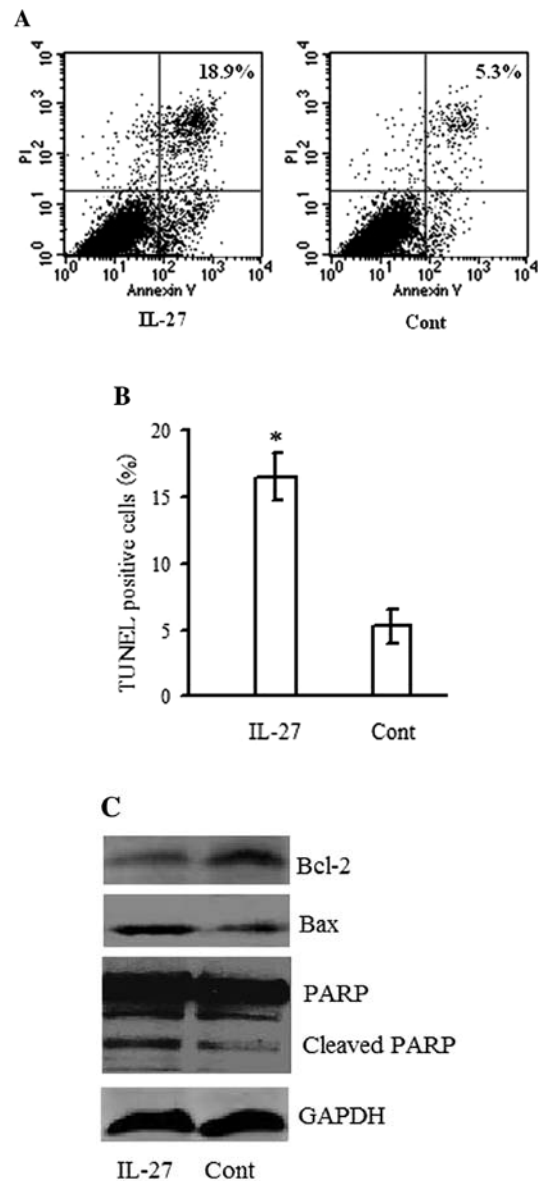 A
18.9%
5.3%
PI
10^0 10^1 10^2 10^3 10^4
10^0 10^1 10^2 10^3 10^4
Annexin V
IL-27
PI
10^0 10^1 10^2 10^3 10^4
10^0 10^1 10^2 10^3 10^4
Annexin V
Cont
B
TUNEL positive cells (%)
20
15
10
5
0
*
IL-27 Cont
C
Bcl-2
Bax
PARP
Cleaved PARP
GAPDH
IL-27 Cont